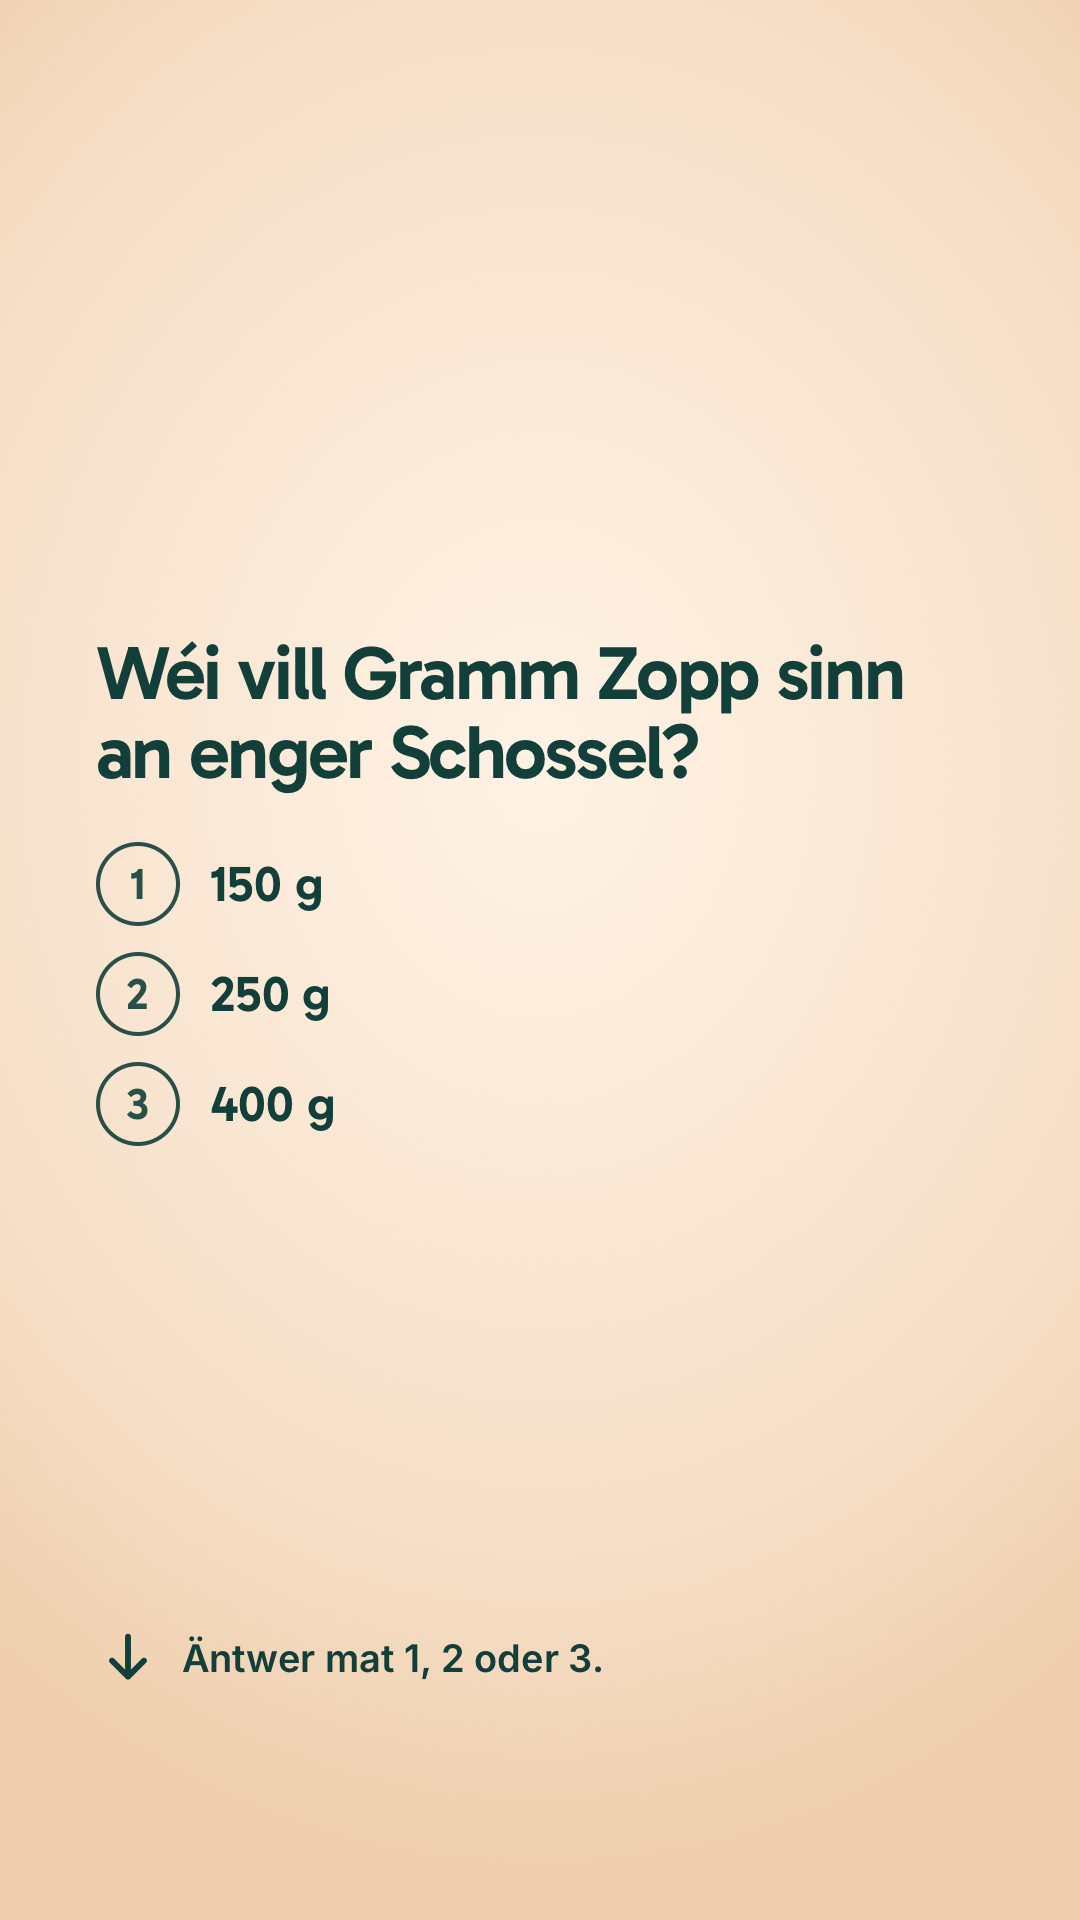 Wéi vill Gramm Zopp sinn
an enger Schossel?
1 150 g
2 250 g
3 400 g
Äntwer mat 1, 2 oder 3.